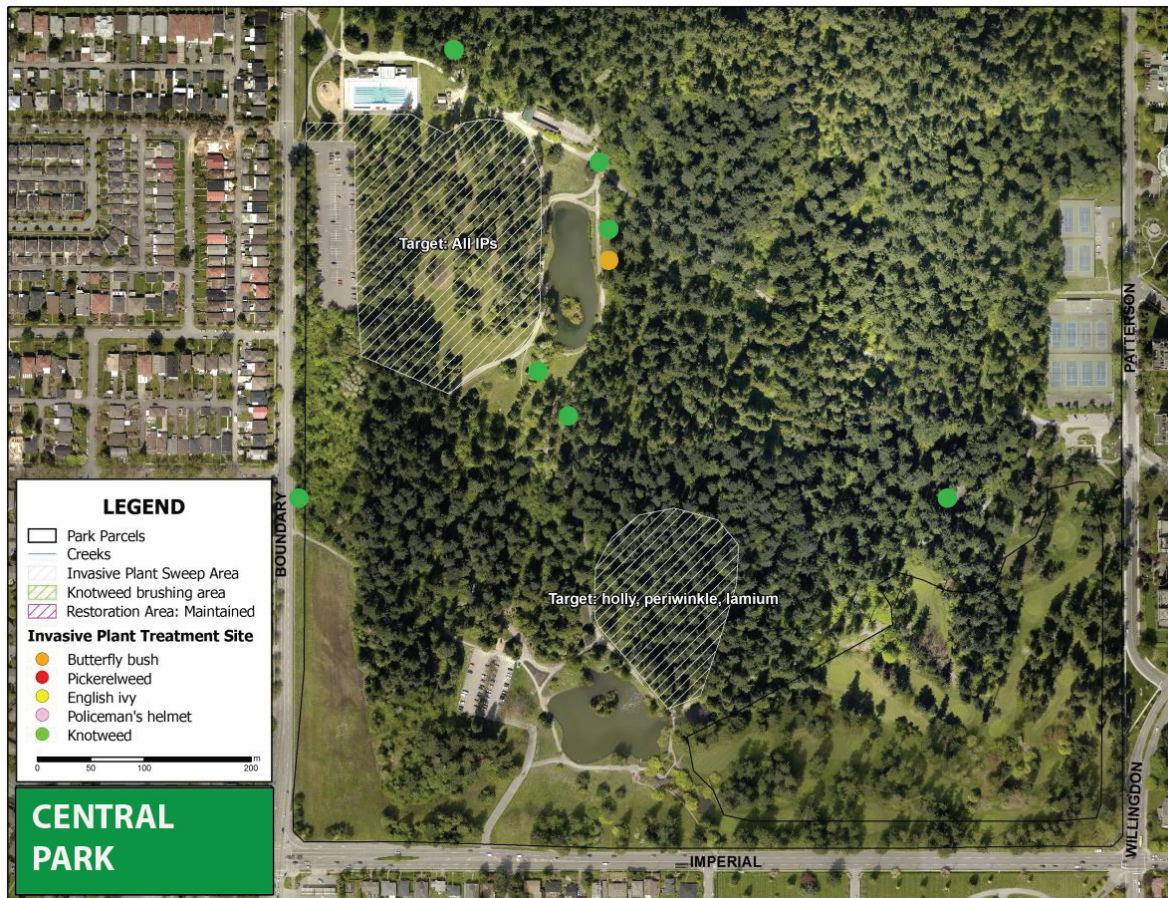 Target: All IPs
PATTERSON
BOUNDARY
Target: holly, periwinkle, lamium
WILLINGDON
IMPERIAL
LEGEND
Park Parcels
Creeks
Invasive Plant Sweep Area
Knotweed brushing area
Restoration Area: Maintained
Invasive Plant Treatment Site
Butterfly bush
Pickerelweed
English ivy
Policeman's helmet
Knotweed
m
0 50 100 200
CENTRAL
PARK